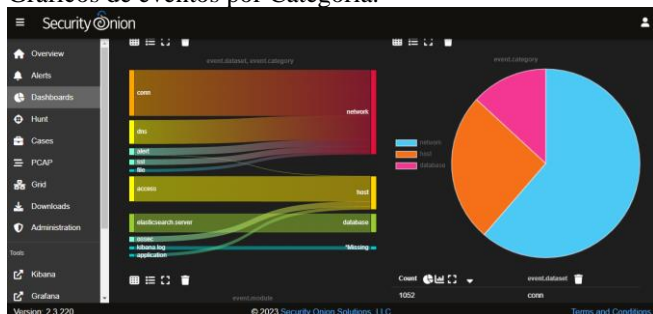 Gráficos de eventos por Categoría.
Security Onion
Overview
Alerts
Dashboards
Hunt
Cases
PCAP
Grid
Downloads
Administration
Tools
Kibana
Grafana
Version: 2.3.220
event.dataset, event.category
conn
dns
alert
ssl
file
access
elasticsearch.server
ossec
kibana.log
application
network
host
database
*Missing
event.module
event.category
network
host
database
Count
event.dataset
1052
conn
© 2023 Security Onion Solutions, LLC
Terms and Conditions